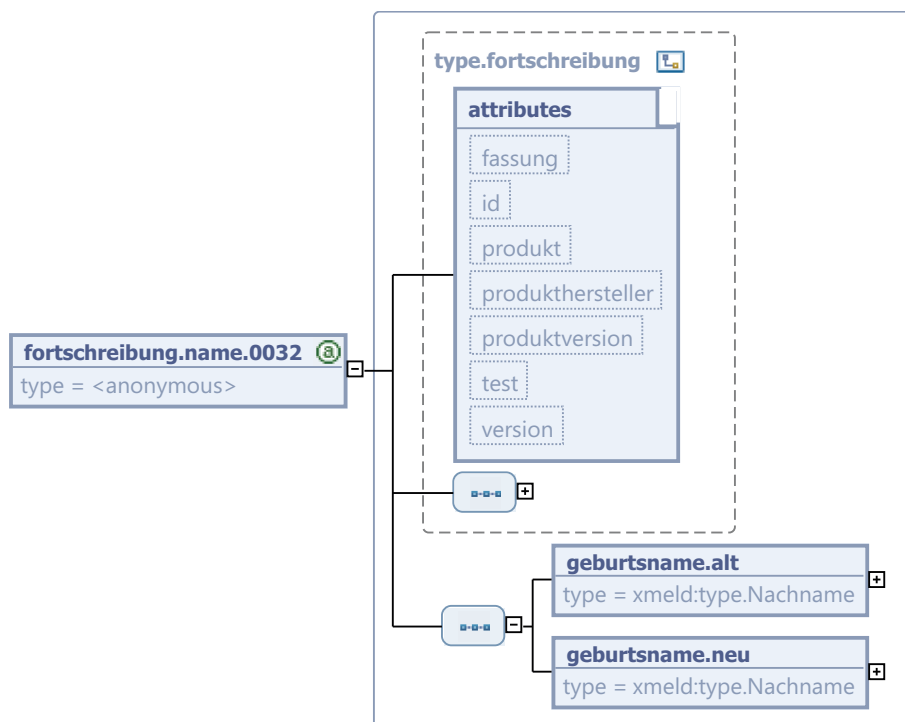 type.fortschreibung
attributes
fassung
id
produkt
produkthersteller
produktversion
test
version
fortschreibung.name.0032 a
type = <anonymous>
geburtsname.alt
type = xmeld:type.Nachname
geburtsname.neu
type = xmeld:type.Nachname